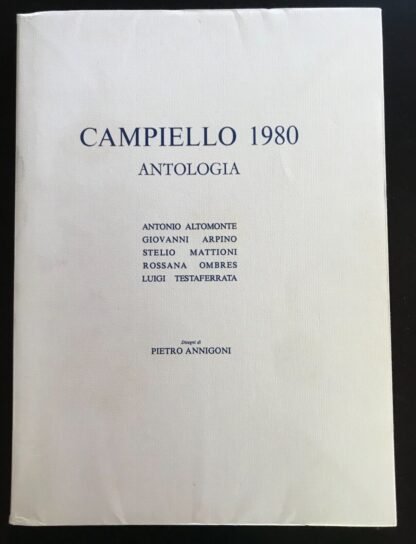 CAMPIELLO 1980
ANTOLOGIA
ANTONIO ALTOMONTE
GIOVANNI ARPINO
STELIO MATTIONI
ROSSANA OMBRES
LUIGI TESTAFERRATA
Disegni di
PIETRO ANNIGONI